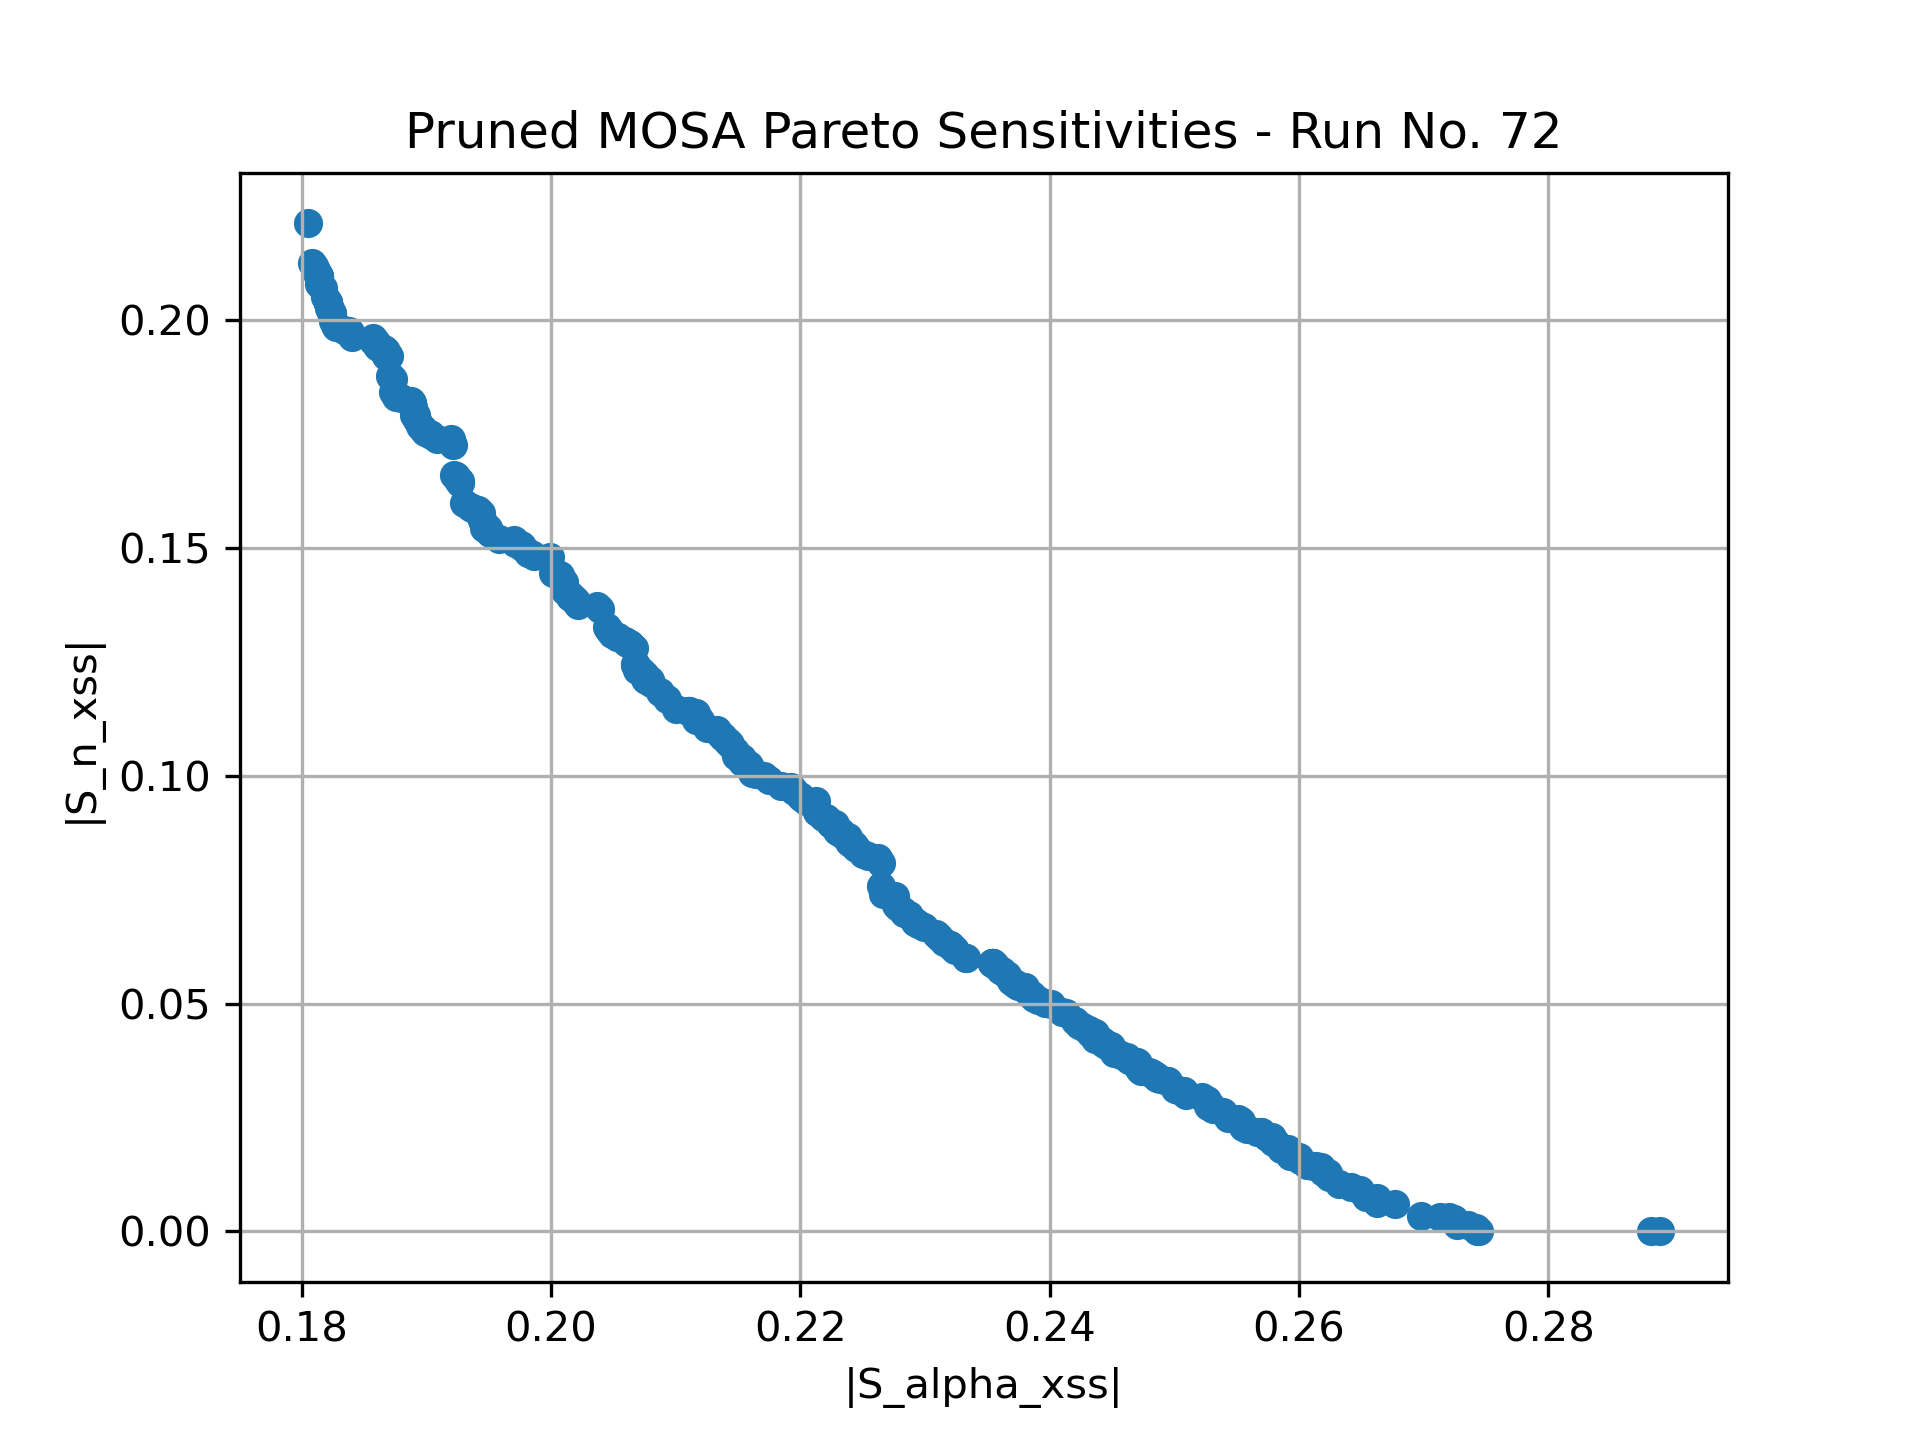 Pruned MOSA Pareto Sensitivities - Run No. 72
|S_n_xss|
0.20
0.15
0.10
0.05
0.00
0.18 0.20 0.22 0.24 0.26 0.28
|S_alpha_xss|